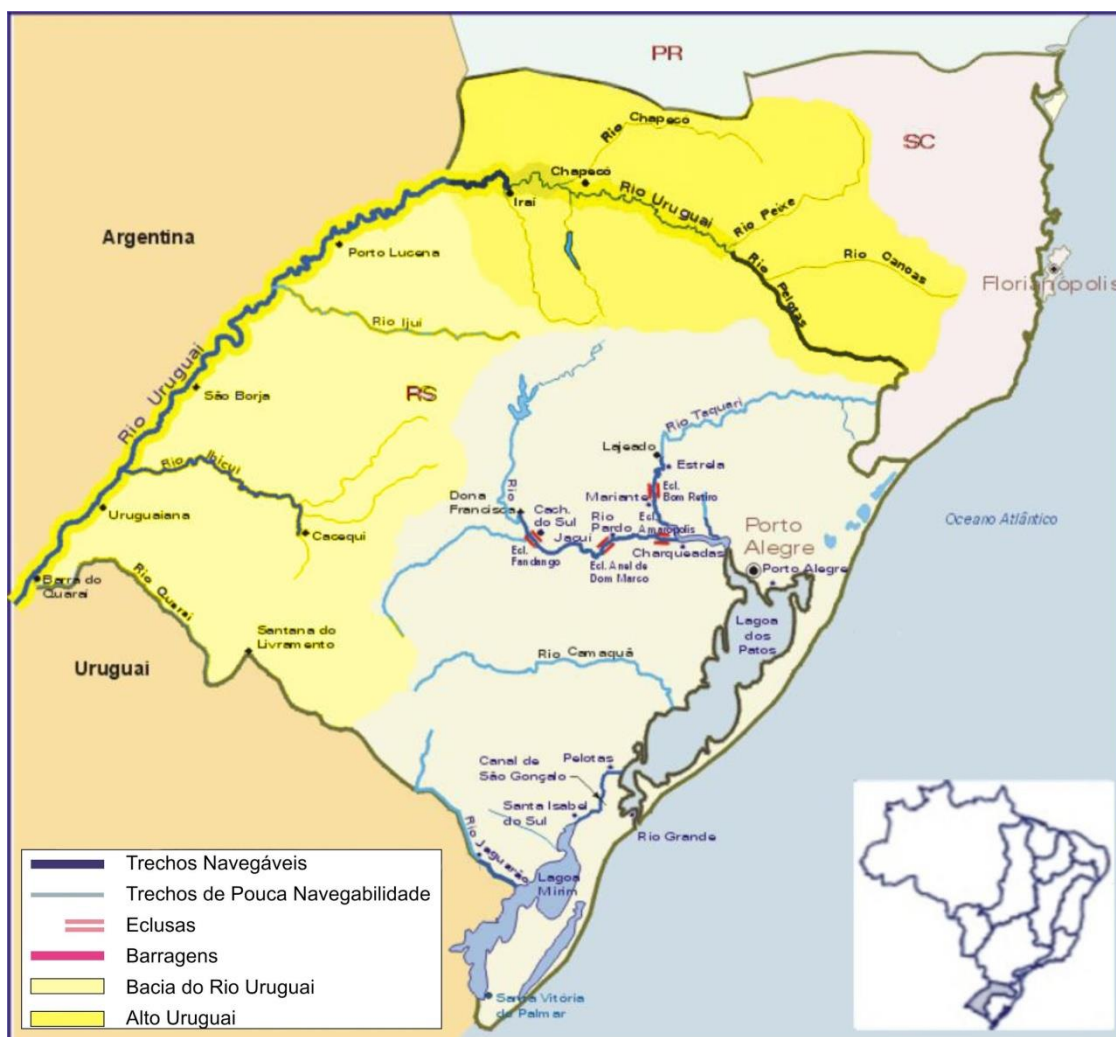 PR
Rio Chapecó
SC
Chapecó
Rio Uruguai
Iraí
Rio Peixe
Argentina
Porto Lucena
Rio Canoas
Rio Pelotas
Florianópolis
Rio Ijuí
Rio Uruguai
São Borja
RS
Rio Taquari
Lajeado
Estrela
Rio Ibicuí
Ecl.
Bom Retiro
Mariante
Dona
Francisca
Rio
Cach.
do Sul
Jacuí
Rio
Pardo
Ecl.
Amarópolis
Uruguaiana
Cacequi
Porto
Alegre
Oceano Atlântico
Ecl.
Fandango
Charqueadas
Ecl. Anel de
Dom Marco
Porto Alegre
Barra do
Quaraí
Rio Quaraí
Santana do
Livramento
Lagoa
dos
Patos
Uruguai
Rio Camaquã
Pelotas
Canal de
São Gonçalo
Santa Isabel
do Sul
Rio Grande
Rio Jaguarão
Lagoa
Mirim
Santa Vitória
do Palmar
Trechos Navegáveis
Trechos de Pouca Navegabilidade
Eclusas
Barragens
Bacia do Rio Uruguai
Alto Uruguai